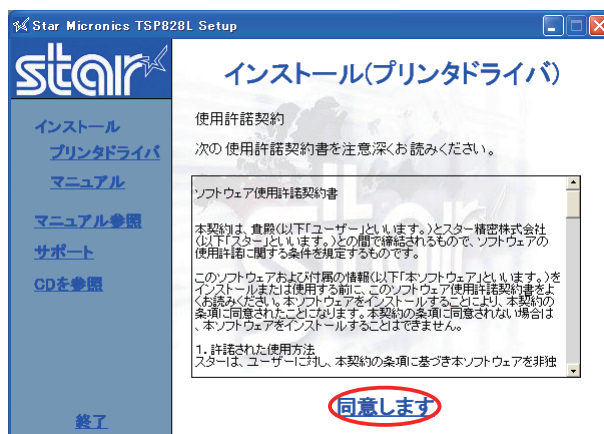 Star Micronics TSP828L Setup
star
インストール
プリンタドライバ
マニュアル
マニュアル参照
サポート
CDを参照
終了
インストール(プリンタドライバ)
使用許諾契約
次の使用許諾契約書を注意深くお読みください。
ソフトウェア使用許諾契約書
本契約は、貴殿(以下「ユーザー」といいます。)とスター精密株式会社
(以下「スター」といいます。)との間で締結されるもので、ソフトウェアの
使用許諾に関する条件を規定するものです。
このソフトウェアおよび付属の情報(以下「本ソフトウェア」といいます。)を
インストールまたは使用する前に、このソフトウェア使用許諾契約書をよ
くお読みください。本ソフトウェアをインストールすることにより、本契約の
条項に同意されたことになります。本契約の条項に同意されない場合は
、本ソフトウェアをインストールすることはできません。
1. 許諾された使用方法
スターは、ユーザーに対し、本契約の条項に基づき本ソフトウェアを非独
同意します